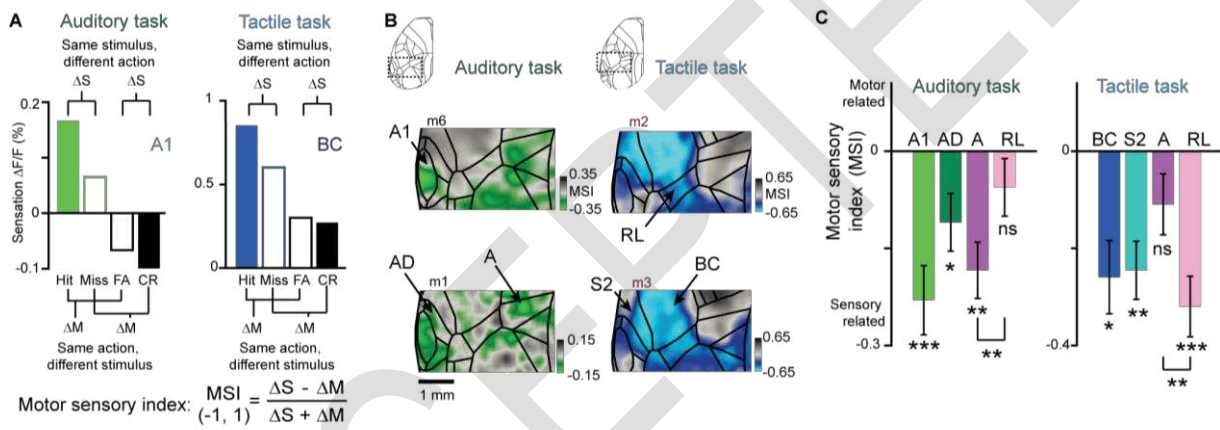 A
Auditory task
Same stimulus,
different action
ΔS
ΔS
0.2
0
-0.1
Sensation ΔF/F (%)
A1
Hit
Miss
FA
CR
ΔM
ΔM
Same action,
different stimulus
Tactile task
Same stimulus,
different action
ΔS
ΔS
1
0.5
0
BC
Hit
Miss
FA
CR
ΔM
ΔM
Same action,
different stimulus
Motor sensory index: MSI (-1, 1) = ΔS - ΔM / ΔS + ΔM
B
Auditory task
Tactile task
A1
m6
0.35
MSI
-0.35
m2
0.65
MSI
-0.65
RL
AD
m1
A
0.15
-0.15
S2
m3
BC
0.65
-0.65
1 mm
C
Motor
related
Auditory task
A1
AD
A
RL
0
Motor sensory
index (MSI)
Sensory
related
-0.3
***
*
**
ns
**
Tactile task
BC
S2
A
RL
0
-0.4
*
**
ns
***
**